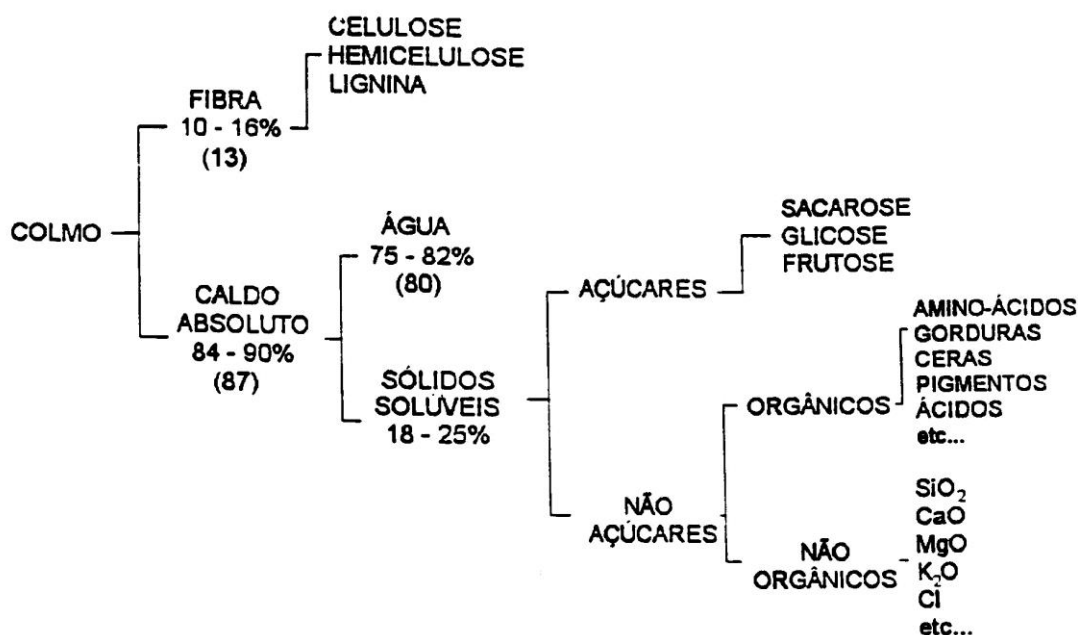 COLMO
FIBRA
10 - 16%
(13)
CELULOSE
HEMICELULOSE
LIGNINA
CALDO
ABSOLUTO
84 - 90%
(87)
ÁGUA
75 - 82%
(80)
SÓLIDOS
SOLÚVEIS
18 - 25%
AÇÚCARES
SACAROSE
GLICOSE
FRUTOSE
NÃO
AÇÚCARES
ORGÂNICOS
AMINO-ÁCIDOS
GORDURAS
CERAS
PIGMENTOS
ÁCIDOS
etc...
NÃO
ORGÂNICOS
SiO₂
CaO
MgO
K₂O
Cl
etc...